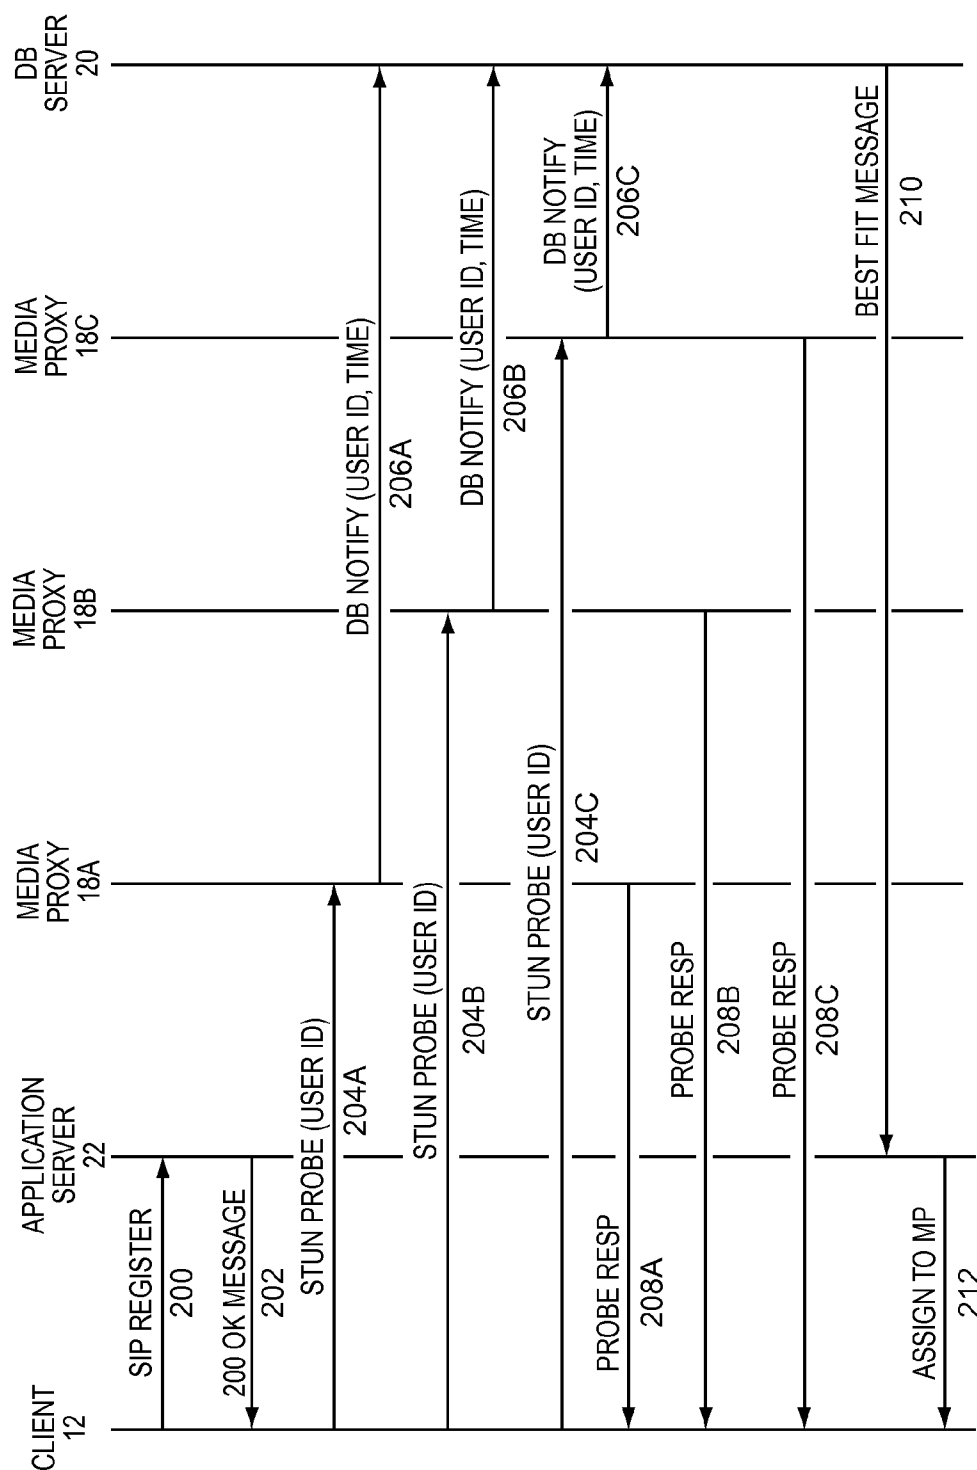 CLIENT
12
APPLICATION
SERVER
22
MEDIA
PROXY
18A
MEDIA
PROXY
18B
MEDIA
PROXY
18C
DB
SERVER
20
SIP REGISTER
200
200 OK MESSAGE
202
STUN PROBE (USER ID)
204A
DB NOTIFY (USER ID, TIME)
206A
STUN PROBE (USER ID)
204B
DB NOTIFY (USER ID, TIME)
206B
STUN PROBE (USER ID)
204C
DB NOTIFY
(USER ID, TIME)
206C
PROBE RESP
208A
PROBE RESP
208B
PROBE RESP
208C
BEST FIT MESSAGE
210
ASSIGN TO MP
212